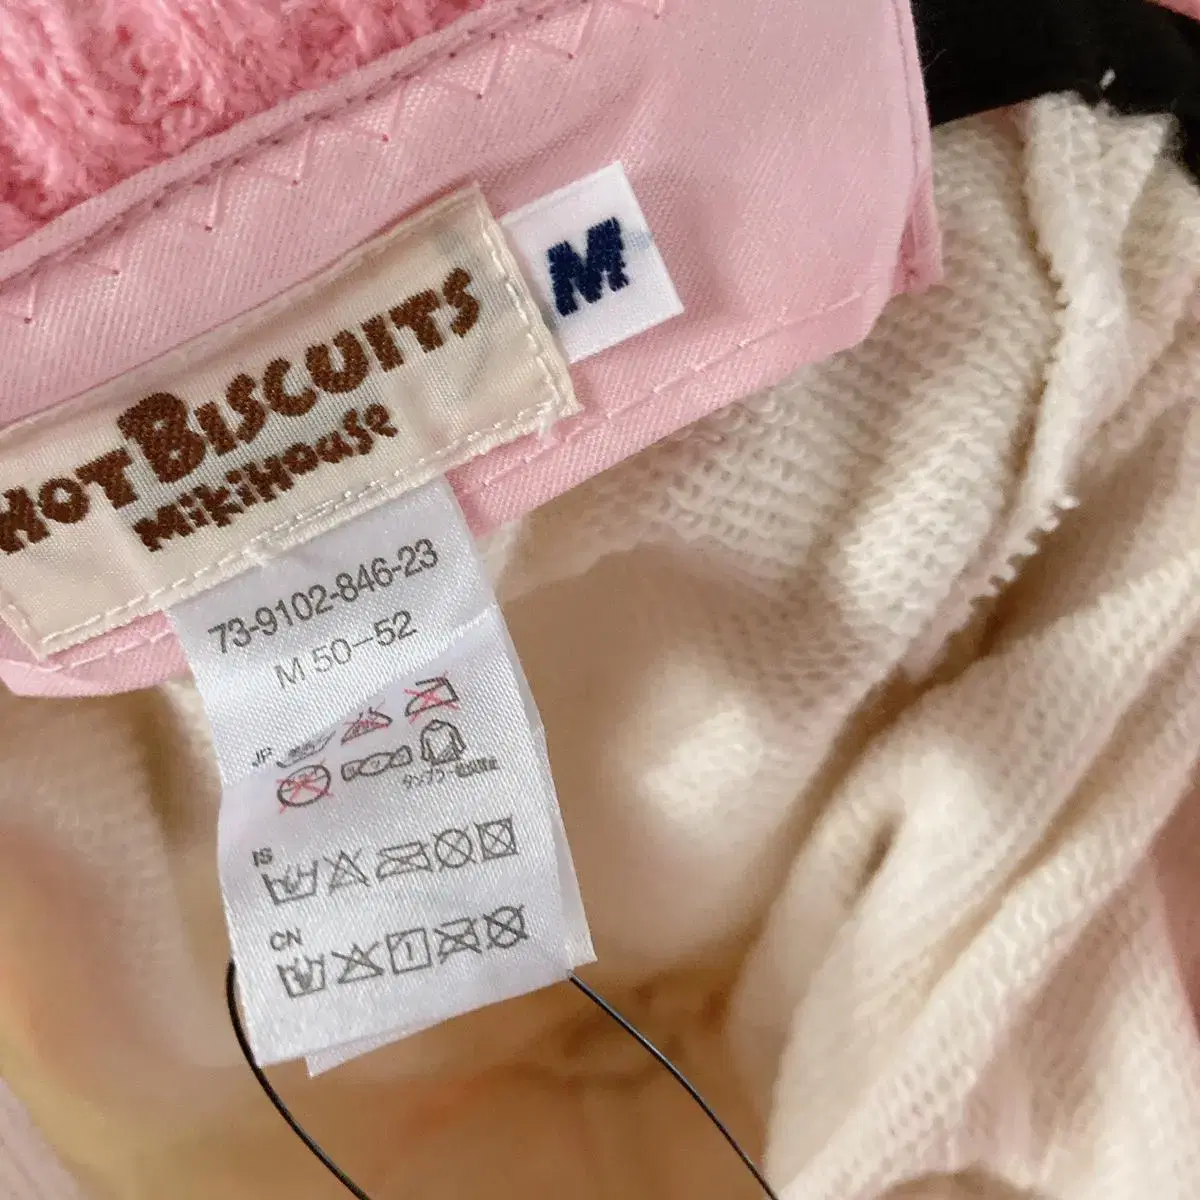 HOT BISCUITS
MikiHouse
M
73-9102-846-23
M 50−52
JP
IS
CN